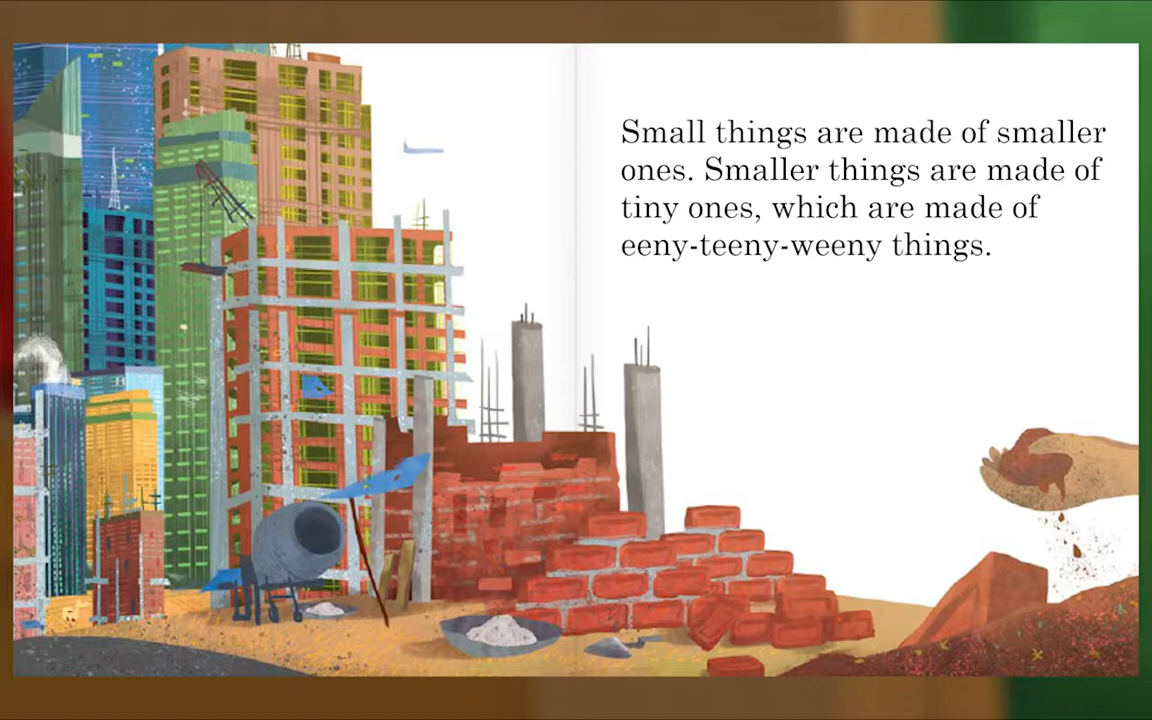 Small things are made of smaller
ones. Smaller things are made of
tiny ones, which are made of
eeny-teeny-weeny things.